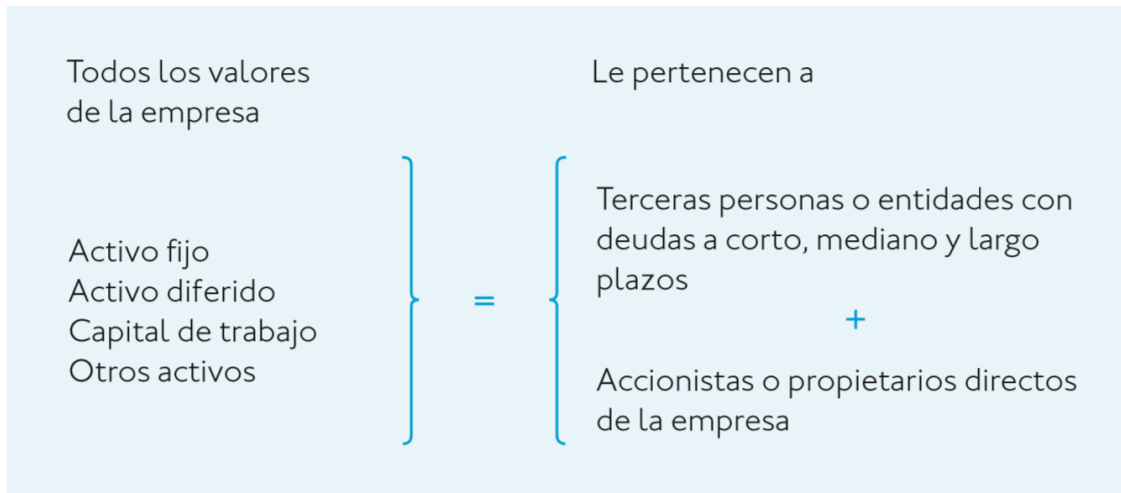 Todos los valores
de la empresa
Le pertenecen a
Activo fijo
Activo diferido
Capital de trabajo
Otros activos
=
Terceras personas o entidades con
deudas a corto, mediano y largo
plazos
+
Accionistas o propietarios directos
de la empresa